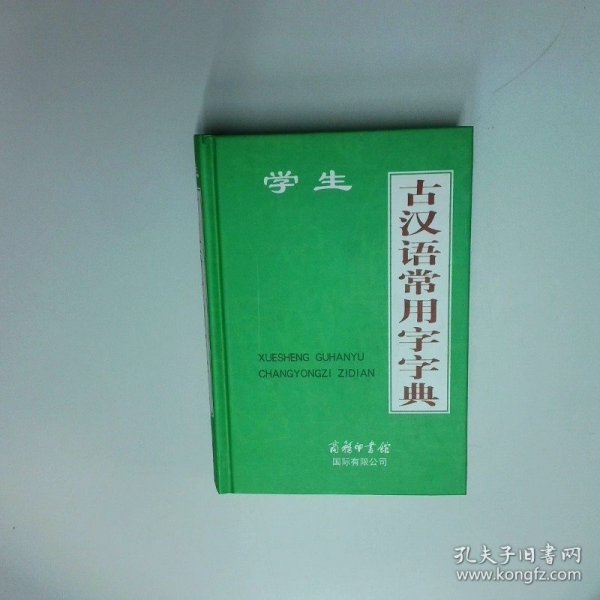 学生
古汉语常用字字典
XUESHENG GUHANYU
CHANGYONGZI ZIDIAN
商务印书馆
国际有限公司
孔夫子旧书网
www.kongfz.com